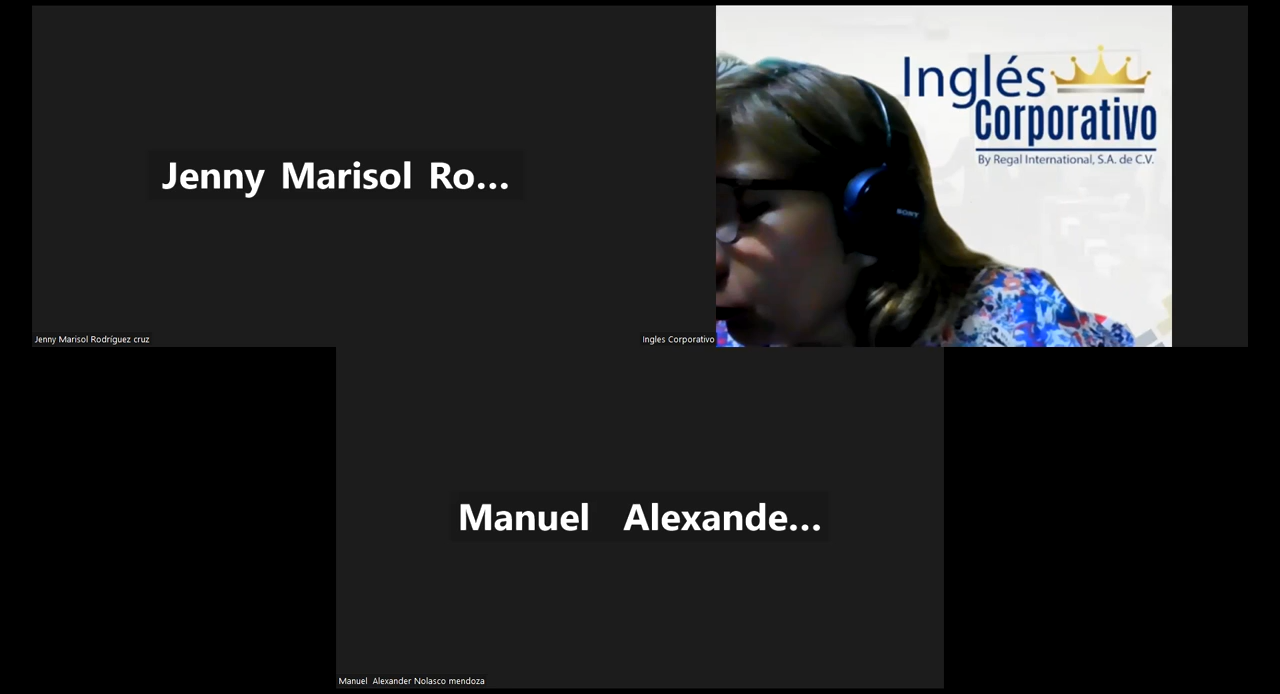 Jenny Marisol Ro...
Jenny Marisol Rodríguez cruz
Inglés
Corporativo
By Regal International, S.A. de C.V.
SONY
Ingles Corporativo
Manuel Alexande...
Manuel Alexander Nolasco mendoza